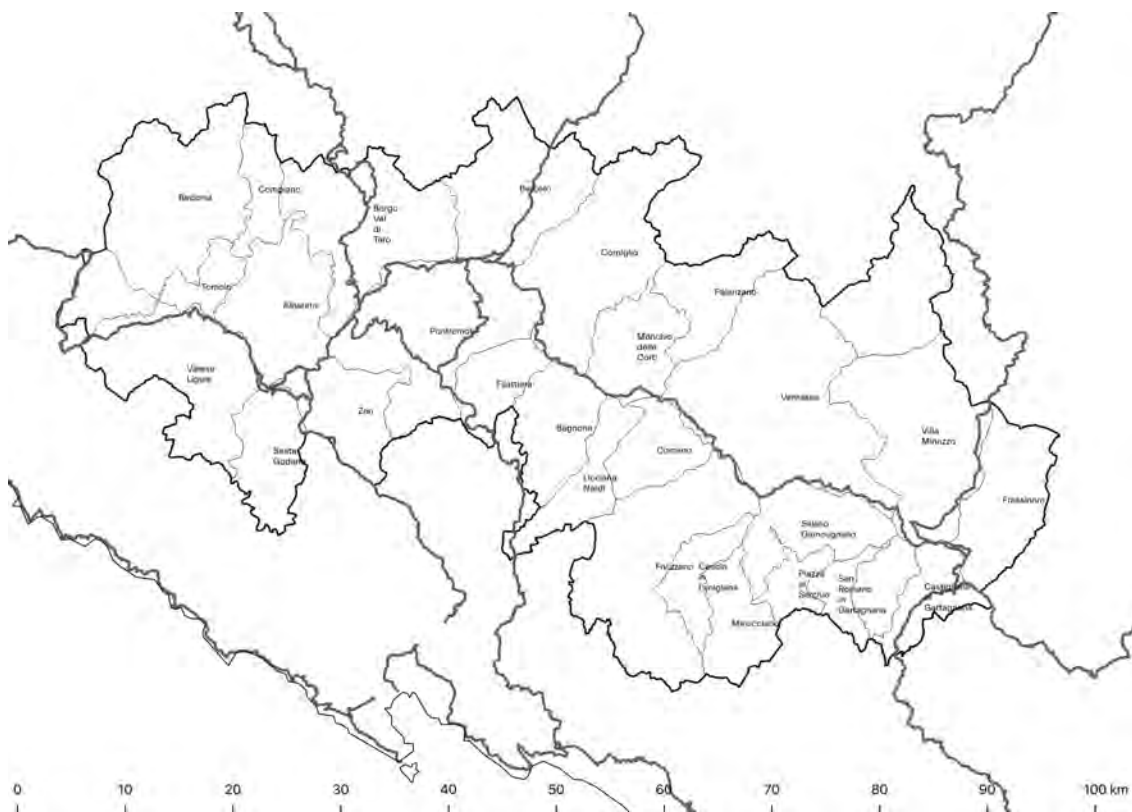 Bedonia
Compiano
Borgo
Val
di
Taro
Berceto
Corniglio
Tornolo
Albareto
Palanzano
Pontremoli
Monchio
delle
Corti
Varese
Ligure
Zeri
Filattiera
Ventasso
Bagnone
Villa
Minozzo
Sesta
Godano
Comano
Licciana
Nardi
Frassinoro
Sillano
Giuncugnano
Fivizzano
Casola
in
Lunigiana
Piazza
al
Serchio
San
Romano
in
Garfagnana
Castiglione
Garfagnana
Minucciano
0 10 20 30 40 50 60 70 80 90 100 km